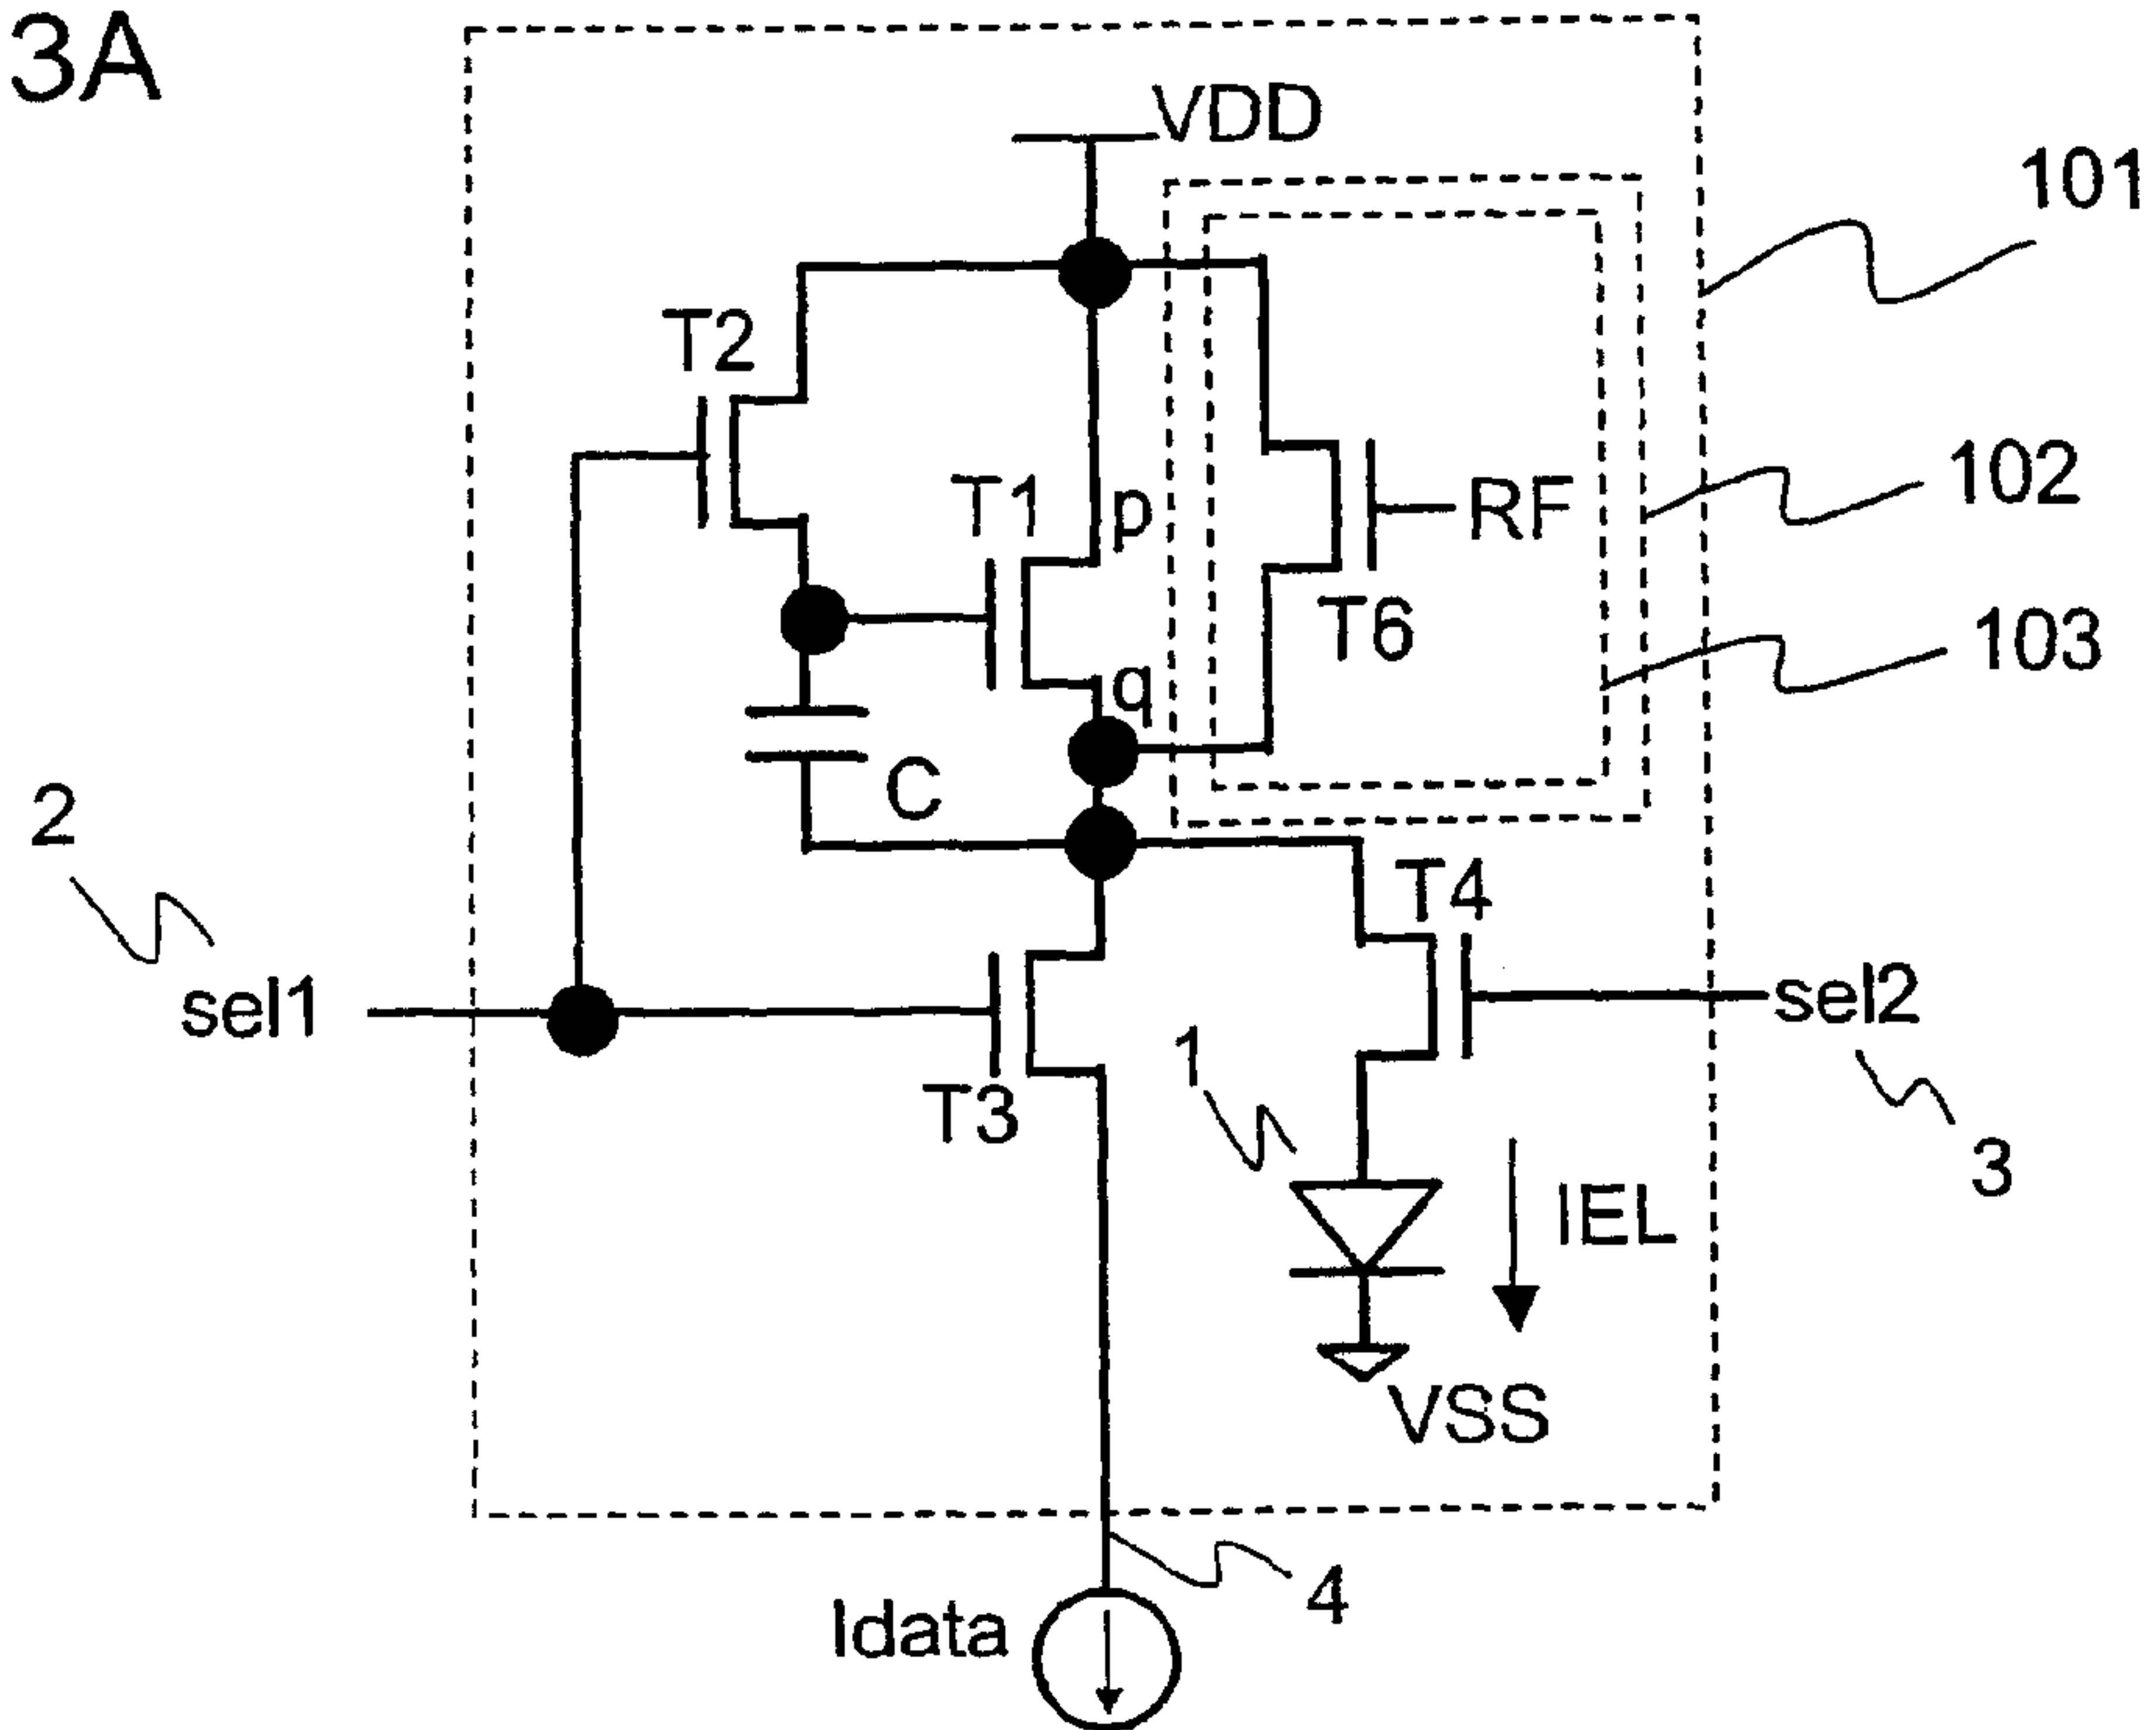 3A
VDD
101
T2
T1
p
RF
102
T6
103
q
C
2
T4
sel1
sel2
1
T3
3
IEL
VSS
4
Idata